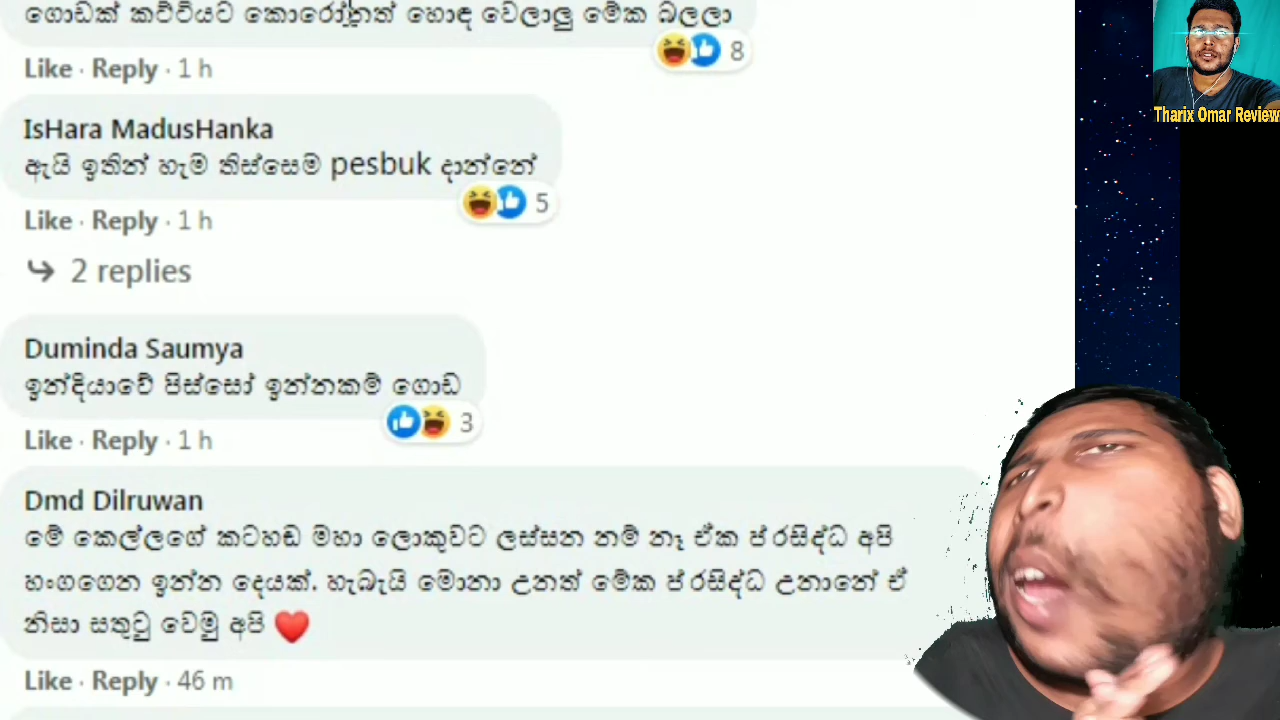 ගොඩක් කට්ටියට කොරෝනත් හොඳ වෙලාලු මේක බලලා
8
Like · Reply · 1 h
IsHara MadusHanka
ඇයි ඉතින් හැම තිස්සෙම pesbuk දාන්නේ
5
Like · Reply · 1 h
2 replies
Duminda Saumya
ඉන්දියාවේ පිස්සෝ ඉන්නකම් ගොඩ
3
Like · Reply · 1 h
Dmd Dilruwan
මේ කෙල්ලගේ කටහඬ මහා ලොකුවට ලස්සන නම් නෑ ඒක ප්‍රසිද්ධ අපි
හංගගෙන ඉන්න දෙයක්. හැබැයි මොනා උනත් මේක ප්‍රසිද්ධ උනානේ ඒ
නිසා සතුටු වෙමු අපි ❤️
Like · Reply · 46 m
Tharix Omar Review